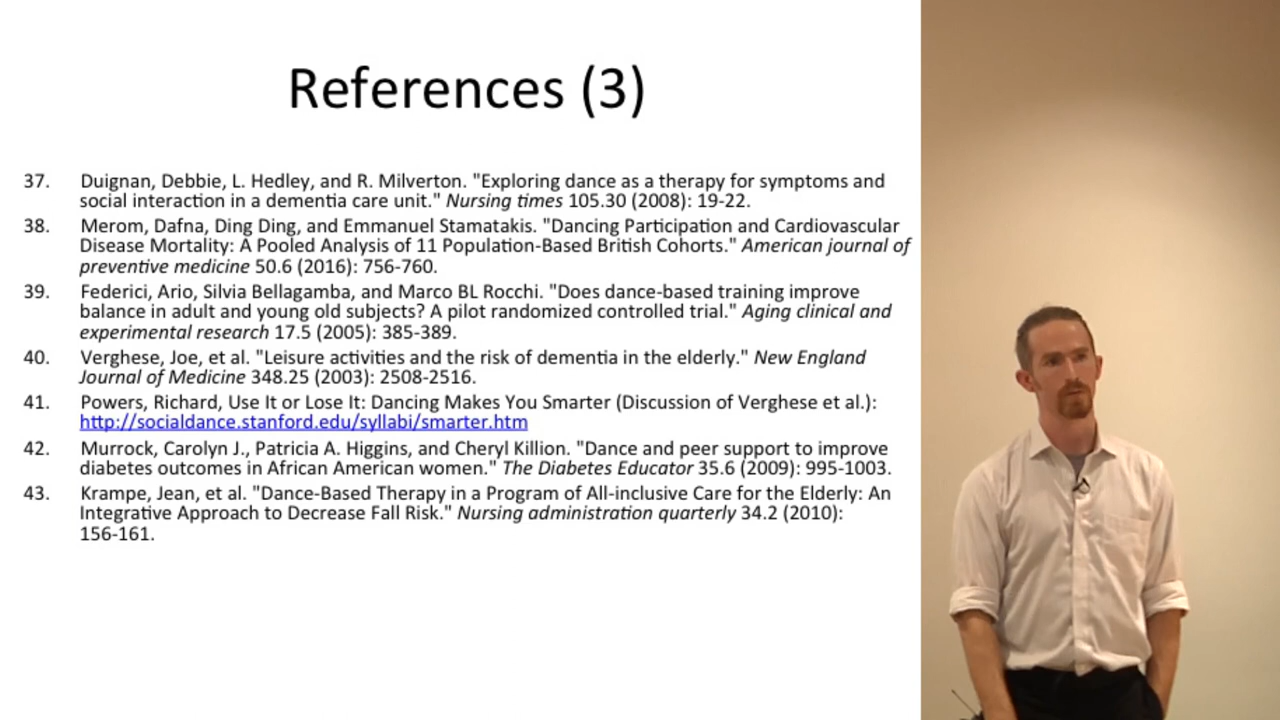 References (3)
37. Duignan, Debbie, L. Hedley, and R. Milverton. "Exploring dance as a therapy for symptoms and
social interaction in a dementia care unit." Nursing times 105.30 (2008): 19-22.
38. Merom, Dafna, Ding Ding, and Emmanuel Stamatakis. "Dancing Participation and Cardiovascular
Disease Mortality: A Pooled Analysis of 11 Population-Based British Cohorts." American journal of
preventive medicine 50.6 (2016): 756-760.
39. Federici, Ario, Silvia Bellagamba, and Marco BL Rocchi. "Does dance-based training improve
balance in adult and young old subjects? A pilot randomized controlled trial." Aging clinical and
experimental research 17.5 (2005): 385-389.
40. Verghese, Joe, et al. "Leisure activities and the risk of dementia in the elderly." New England
Journal of Medicine 348.25 (2003): 2508-2516.
41. Powers, Richard, Use It or Lose It: Dancing Makes You Smarter (Discussion of Verghese et al.):
http://socialdance.stanford.edu/syllabi/smarter.htm
42. Murrock, Carolyn J., Patricia A. Higgins, and Cheryl Killion. "Dance and peer support to improve
diabetes outcomes in African American women." The Diabetes Educator 35.6 (2009): 995-1003.
43. Krampe, Jean, et al. "Dance-Based Therapy in a Program of All-inclusive Care for the Elderly: An
Integrative Approach to Decrease Fall Risk." Nursing administration quarterly 34.2 (2010):
156-161.